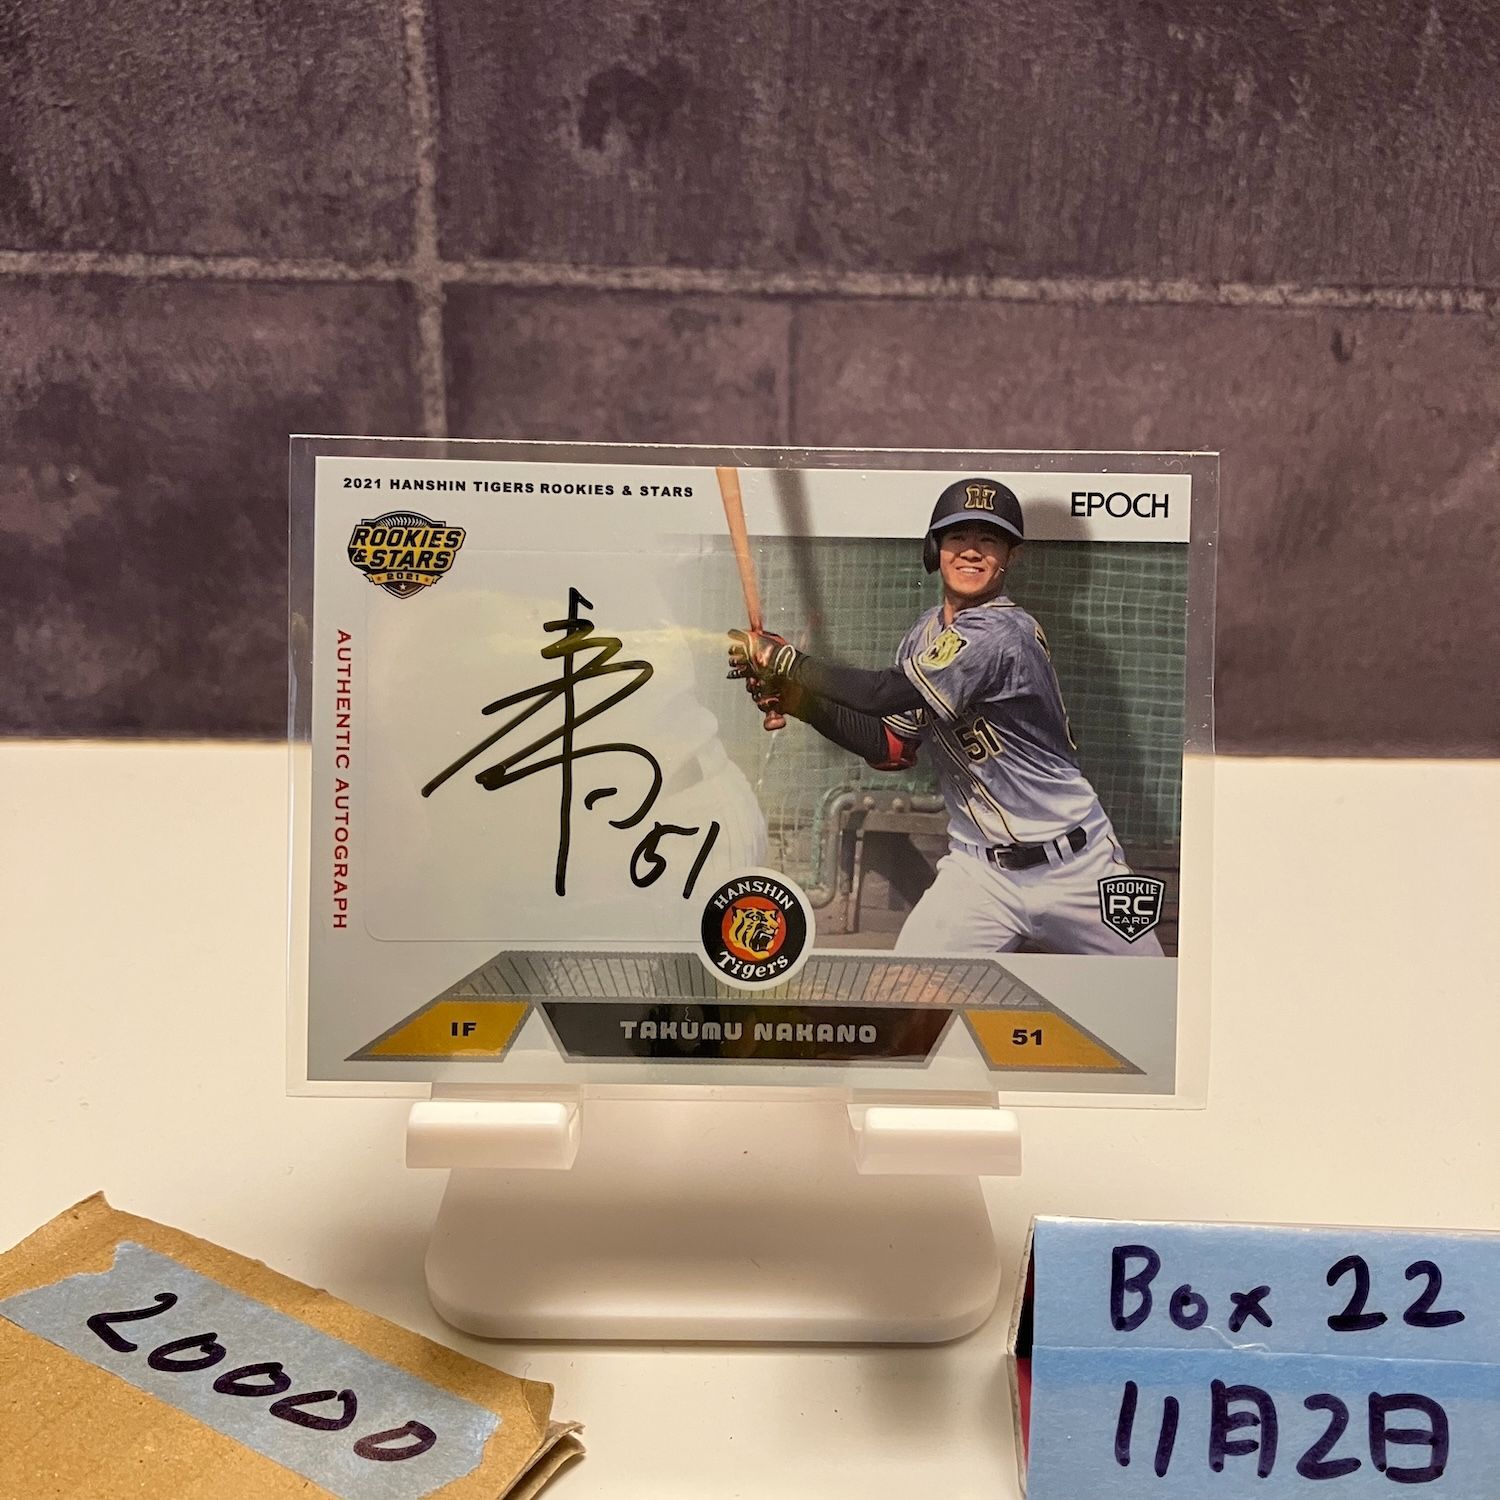 2021 HANSHIN TIGERS ROOKIES & STARS
EPOCH
ROOKIES
& STARS
2021
AUTHENTIC AUTOGRAPH
51
51
HANSHIN
Tigers
ROOKIE
RC
CARD
IF
TAKUMU NAKANO
51
20000
Box 22
11月2日